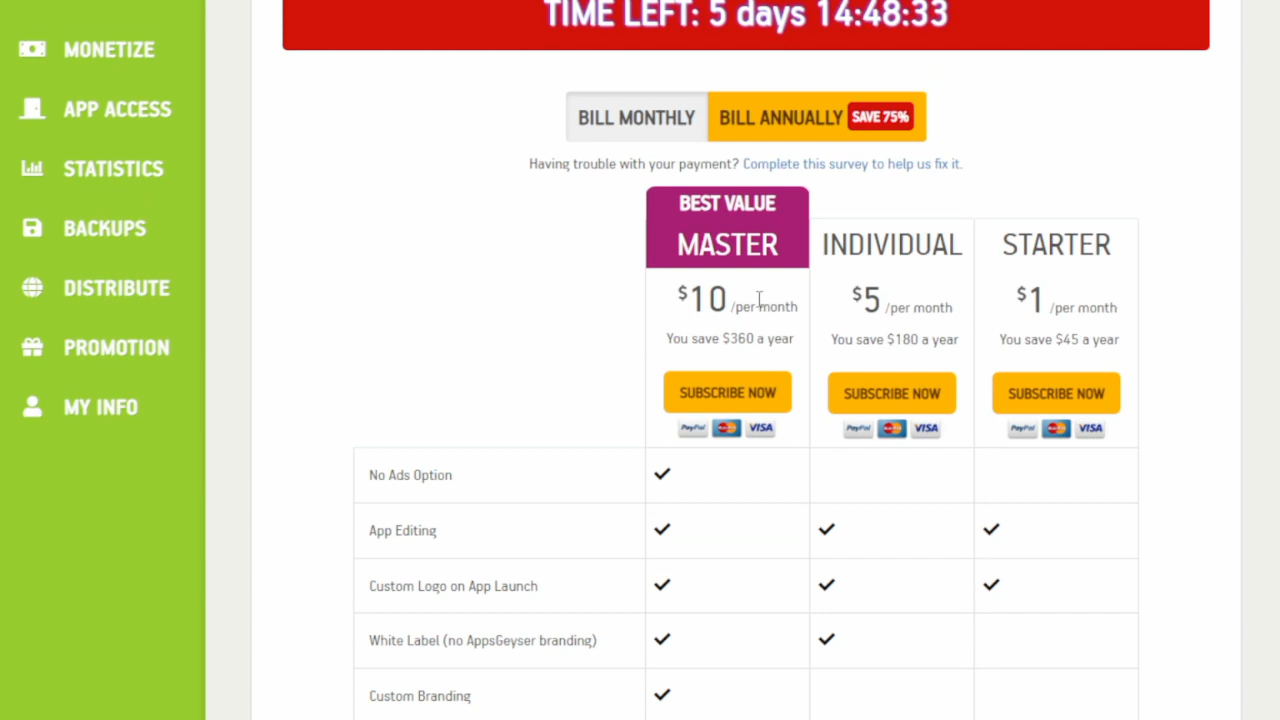 TIME LEFT: 5 days 14:48:33
MONETIZE
APP ACCESS
STATISTICS
BACKUPS
DISTRIBUTE
PROMOTION
MY INFO
BILL MONTHLY
BILL ANNUALLY SAVE 75%
Having trouble with your payment? Complete this survey to help us fix it.
BEST VALUE
MASTER INDIVIDUAL STARTER
$10 /per month $5 /per month $1 /per month
You save $360 a year You save $180 a year You save $45 a year
SUBSCRIBE NOW SUBSCRIBE NOW SUBSCRIBE NOW
PayPal MasterCard VISA PayPal MasterCard VISA PayPal MasterCard VISA
No Ads Option
App Editing
Custom Logo on App Launch
White Label (no AppsGeyser branding)
Custom Branding